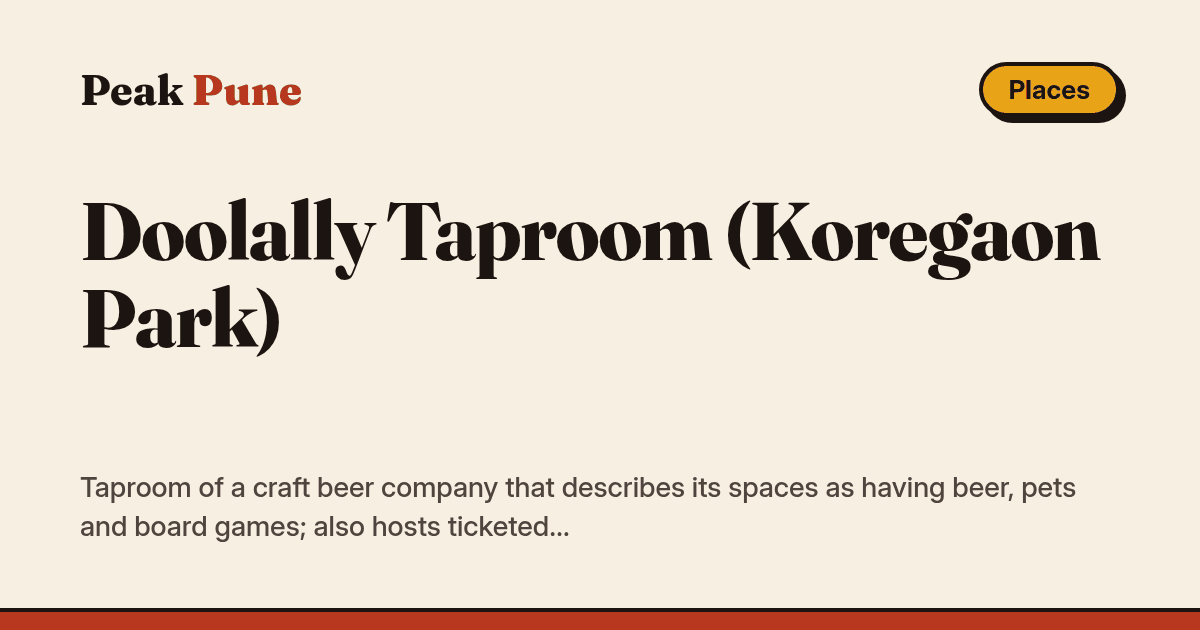 Peak Pune
Places
Doolally Taproom (Koregaon
Park)
Taproom of a craft beer company that describes its spaces as having beer, pets
and board games; also hosts ticketed...